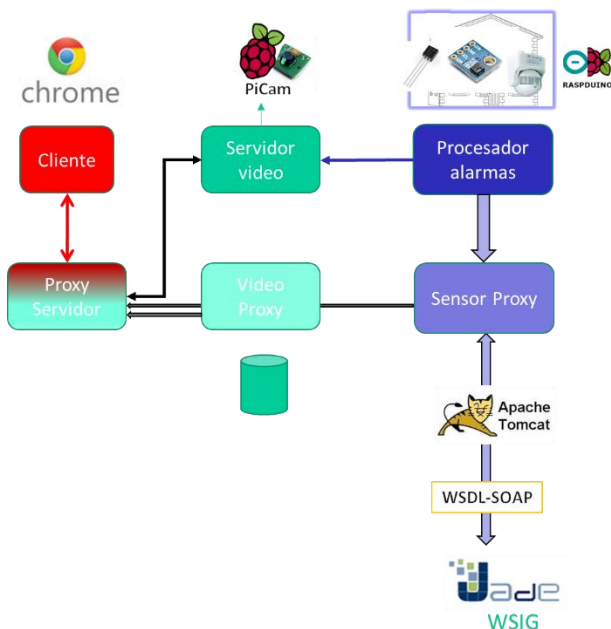 chrome
PiCam
RASPDUINO
Cliente
Servidor
video
Procesador
alarmas
Proxy
Servidor
Video
Proxy
Sensor Proxy
Apache
Tomcat
WSDL-SOAP
Jade
WSIG